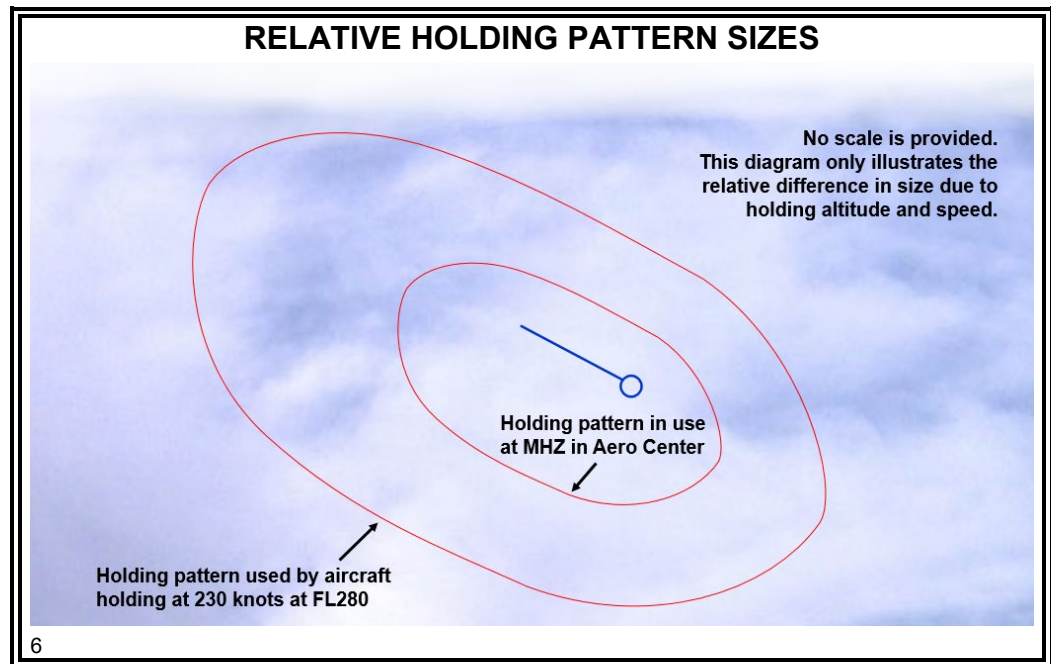 RELATIVE HOLDING PATTERN SIZES
No scale is provided.
This diagram only illustrates the
relative difference in size due to
holding altitude and speed.
Holding pattern in use
at MHZ in Aero Center
Holding pattern used by aircraft
holding at 230 knots at FL280
6